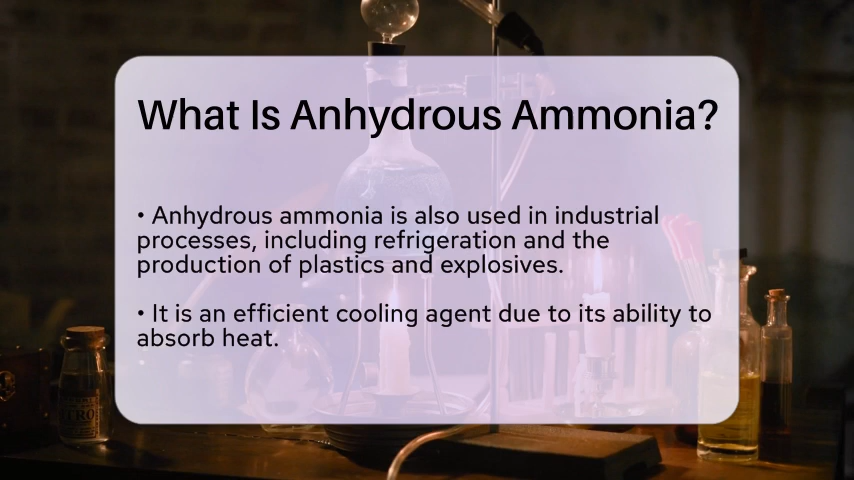 What Is Anhydrous Ammonia?
• Anhydrous ammonia is also used in industrial
processes, including refrigeration and the
production of plastics and explosives.
• It is an efficient cooling agent due to its ability to
absorb heat.